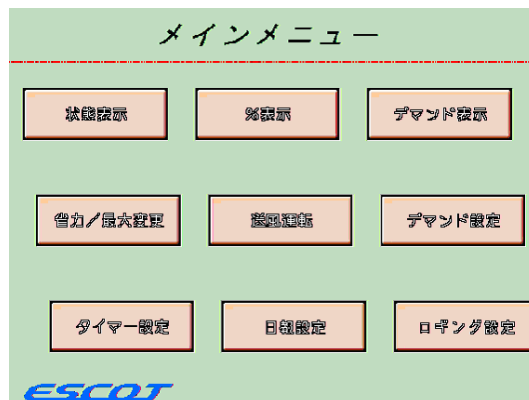 メインメニュー
状態表示 %表示 デマンド表示
省力/最大変更 送風運転 デマンド設定
タイマー設定 日報設定 ロギング設定
ESCOT